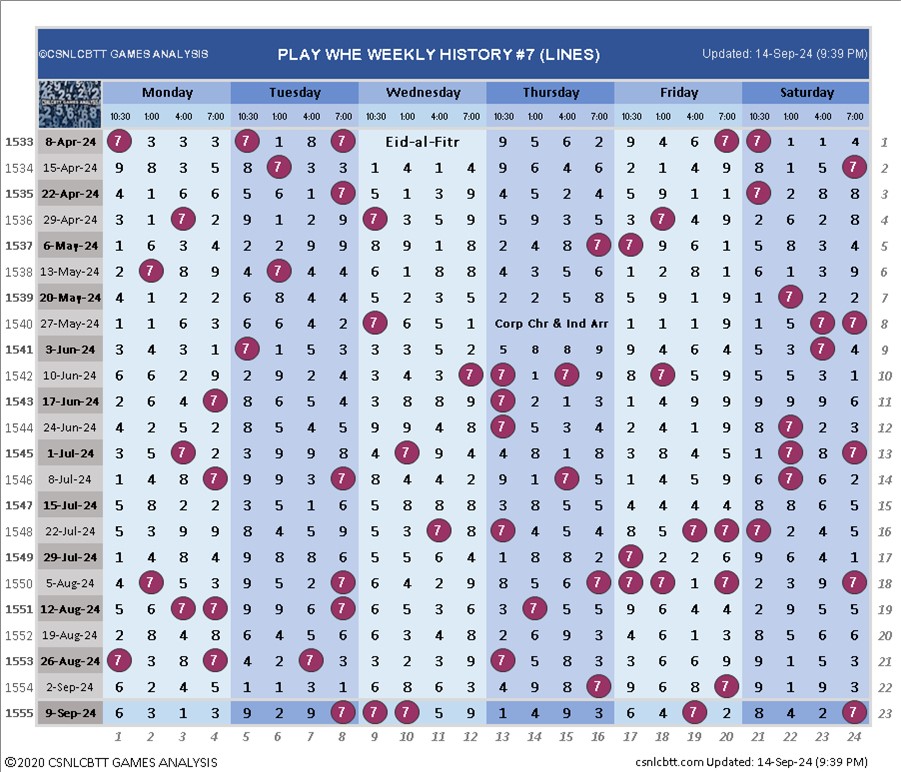 ©CSNLCBTT GAMES ANALYSIS PLAY WHE WEEKLY HISTORY #7 (LINES) Updated: 14-Sep-24 (9:39 PM)
Monday Tuesday Wednesday Thursday Friday Saturday
10:30 1:00 4:00 7:00 10:30 1:00 4:00 7:00 10:30 1:00 4:00 7:00 10:30 1:00 4:00 7:00 10:30 1:00 4:00 7:00 10:30 1:00 4:00 7:00
1533 8-Apr-24 7 3 3 3 7 1 8 7 Eid-al-Fitr 9 5 6 2 9 4 6 7 7 1 1 4 1
1534 15-Apr-24 9 8 3 5 8 7 3 3 1 4 1 4 9 6 4 6 2 1 4 9 8 1 5 7 2
1535 22-Apr-24 4 1 6 6 5 6 1 7 5 1 3 9 4 5 2 4 5 9 1 1 7 2 8 8 3
1536 29-Apr-24 3 1 7 2 9 1 2 9 7 3 5 1 5 9 3 5 3 7 4 9 2 6 2 8 4
1537 6-May-24 1 6 3 4 2 2 9 9 8 9 1 8 2 4 8 7 7 9 6 1 5 8 3 4 5
1538 13-May-24 2 7 8 9 4 7 4 4 6 1 8 8 4 3 5 6 1 2 8 1 6 1 3 9 6
1539 20-May-24 4 1 2 2 6 8 4 4 5 2 3 5 2 2 5 8 5 9 1 9 1 7 2 2 7
1540 27-May-24 1 1 6 3 6 6 4 2 7 6 5 1 Corp Chr & Ind Arr 1 1 1 9 1 5 7 7 8
1541 3-Jun-24 3 4 3 1 7 1 5 3 3 3 5 2 5 8 8 9 9 4 6 4 5 3 7 4 9
1542 10-Jun-24 6 6 2 9 2 9 2 4 3 4 3 7 7 1 7 9 8 7 5 9 5 5 3 1 10
1543 17-Jun-24 2 6 4 7 8 6 5 4 3 8 8 9 7 2 1 3 1 4 9 9 9 9 9 6 11
1544 24-Jun-24 4 2 5 2 8 5 4 5 9 9 4 8 7 5 3 4 2 4 1 9 8 7 2 3 12
1545 1-Jul-24 3 5 7 2 3 9 9 8 4 7 9 4 4 8 1 8 3 8 4 5 1 7 8 7 13
1546 8-Jul-24 1 4 8 7 9 9 3 7 8 4 4 2 9 1 7 5 1 4 5 9 6 7 6 2 14
1547 15-Jul-24 5 8 2 2 3 5 1 6 5 8 8 8 3 8 5 5 4 4 4 4 8 8 6 5 15
1548 22-Jul-24 5 3 9 9 8 4 5 9 5 3 7 8 7 4 5 4 8 5 7 7 7 2 4 5 16
1549 29-Jul-24 1 4 8 4 9 8 8 6 5 5 6 4 1 8 8 2 7 2 2 6 9 6 4 1 17
1550 5-Aug-24 4 7 5 3 9 5 2 7 6 4 2 9 8 5 6 7 7 7 1 7 2 3 9 7 18
1551 12-Aug-24 5 6 7 7 9 9 6 7 6 5 3 6 3 7 5 5 9 6 4 4 2 9 5 5 19
1552 19-Aug-24 2 8 4 8 6 4 5 6 6 3 4 8 2 6 9 3 4 6 1 3 8 5 6 6 20
1553 26-Aug-24 7 3 8 7 4 2 7 3 3 2 3 9 7 5 8 3 3 6 6 9 9 1 5 3 21
1554 2-Sep-24 6 2 4 5 1 1 3 1 6 8 6 3 4 9 8 7 6 9 8 7 9 1 9 3 22
1555 9-Sep-24 6 3 1 3 9 2 9 7 7 7 5 9 1 4 9 3 6 4 7 2 8 4 2 7 23
1 2 3 4 5 6 7 8 9 10 11 12 13 14 15 16 17 18 19 20 21 22 23 24
©2020 CSNLCBTT GAMES ANALYSIS csnlcbtt.com Updated: 14-Sep-24 (9:39 PM)